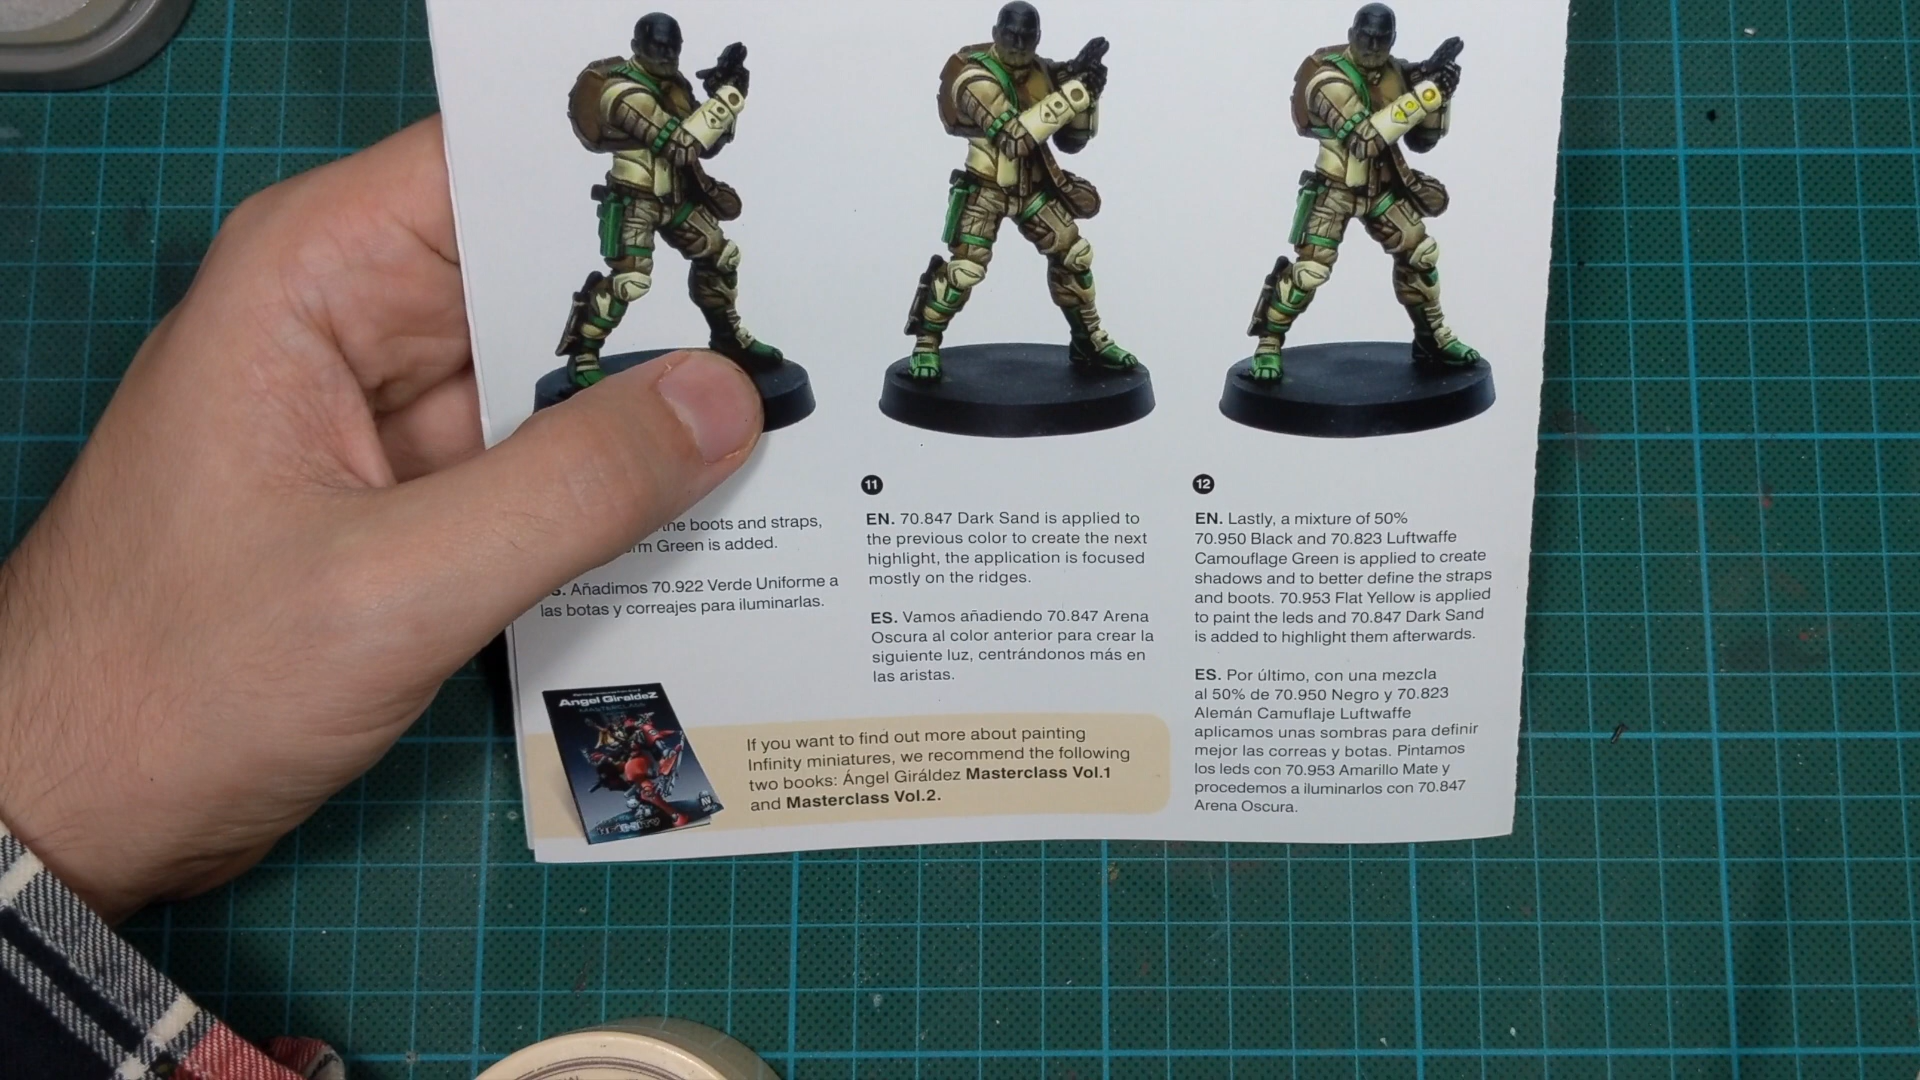 the boots and straps,
Green is added.
Añadimos 70.922 Verde Uniforme a
las botas y correajes para iluminarlas.
11
EN. 70.847 Dark Sand is applied to
the previous color to create the next
highlight, the application is focused
mostly on the ridges.
ES. Vamos añadiendo 70.847 Arena
Oscura al color anterior para crear la
siguiente luz, centrándonos más en
las aristas.
12
EN. Lastly, a mixture of 50%
70.950 Black and 70.823 Luftwaffe
Camouflage Green is applied to create
shadows and to better define the straps
and boots. 70.953 Flat Yellow is applied
to paint the leds and 70.847 Dark Sand
is added to highlight them afterwards.
ES. Por último, con una mezcla
al 50% de 70.950 Negro y 70.823
Alemán Camuflaje Luftwaffe
aplicamos unas sombras para definir
mejor las correas y botas. Pintamos
los leds con 70.953 Amarillo Mate y
procedemos a iluminarlos con 70.847
Arena Oscura.
Angel GiraldeZ
MASTERCLASS
If you want to find out more about painting
Infinity miniatures, we recommend the following
two books: Ángel Giráldez Masterclass Vol.1
and Masterclass Vol.2.